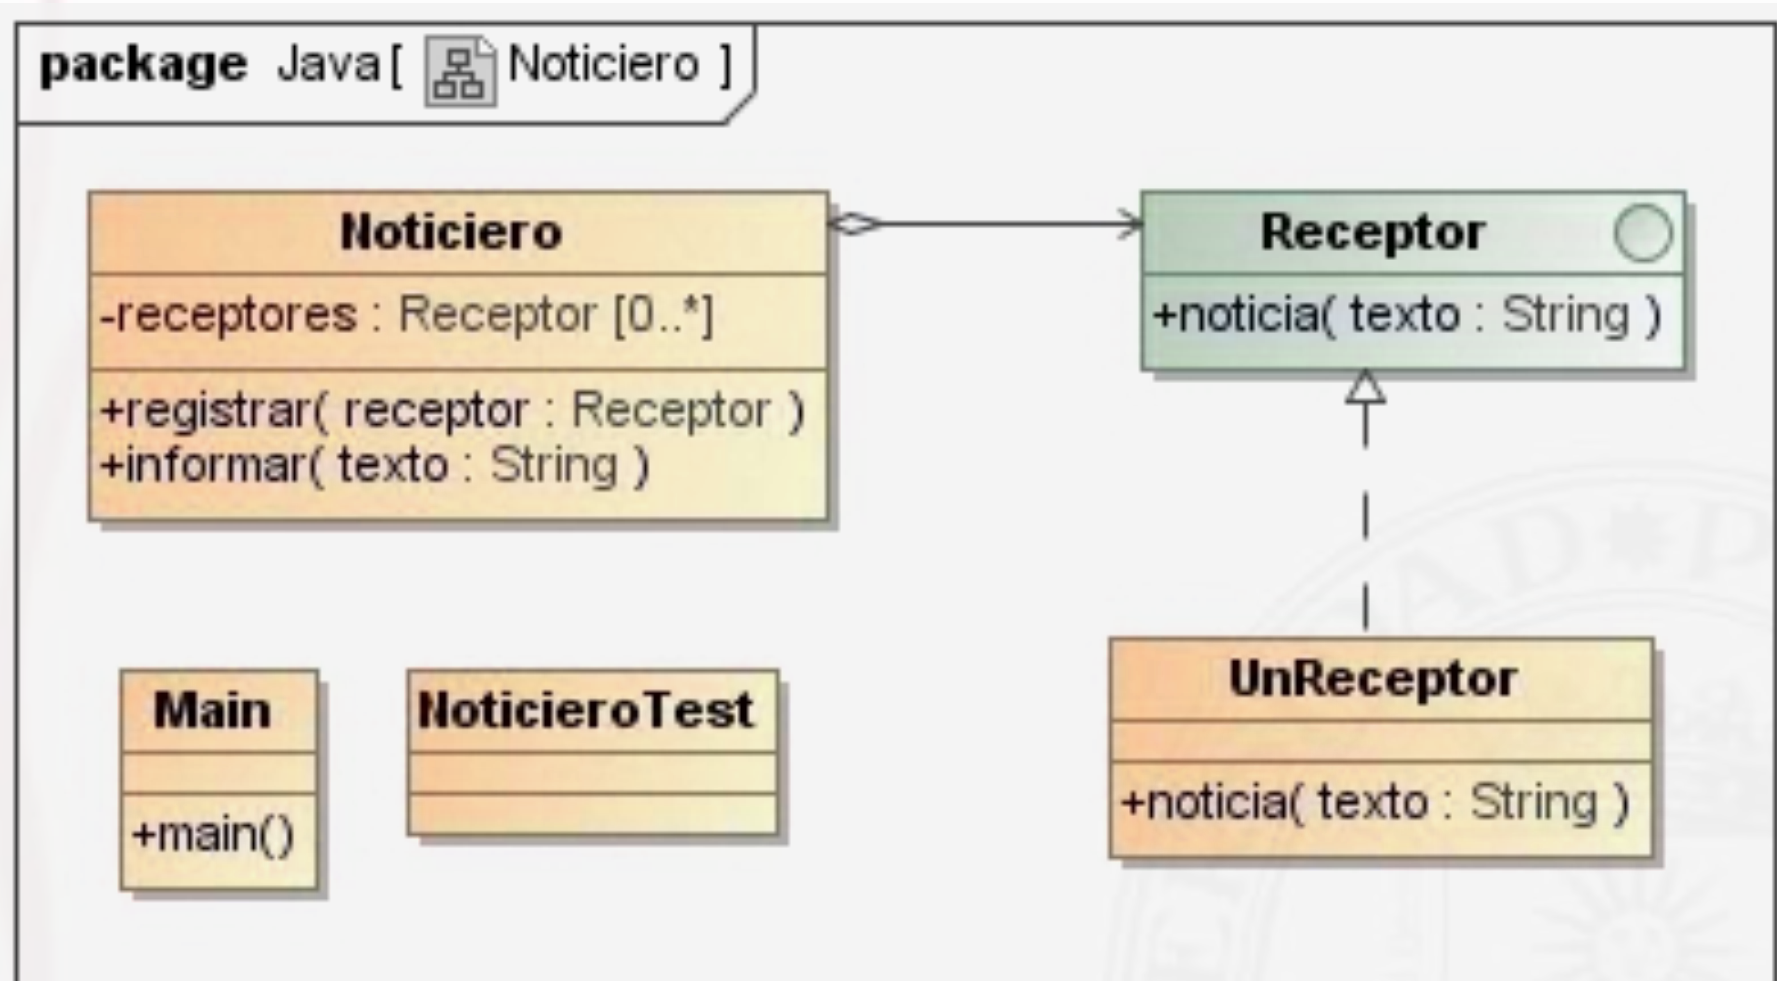 package Java[ Noticiero ]
Noticiero
-receptores : Receptor [0..*]
+registrar( receptor : Receptor )
+informar( texto : String )
Receptor
+noticia( texto : String )
Main
+main()
NoticieroTest
UnReceptor
+noticia( texto : String )